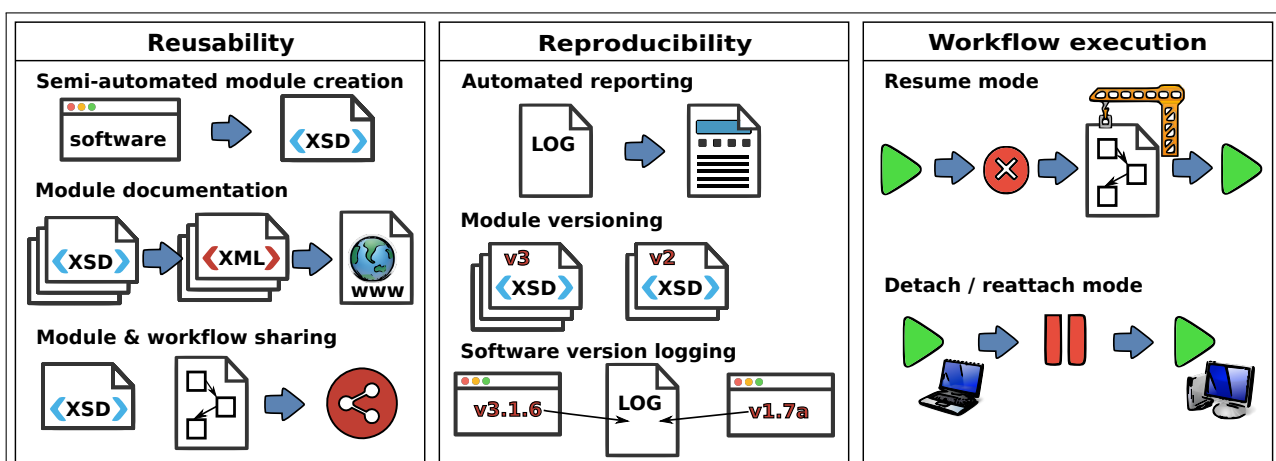 Reusability
Semi-automated module creation
software
XSD
Module documentation
XSD
XML
www
Module & workflow sharing
XSD
Reproducibility
Automated reporting
LOG
Module versioning
v3
XSD
v2
XSD
Software version logging
v3.1.6
LOG
v1.7a
Workflow execution
Resume mode
Detach / reattach mode